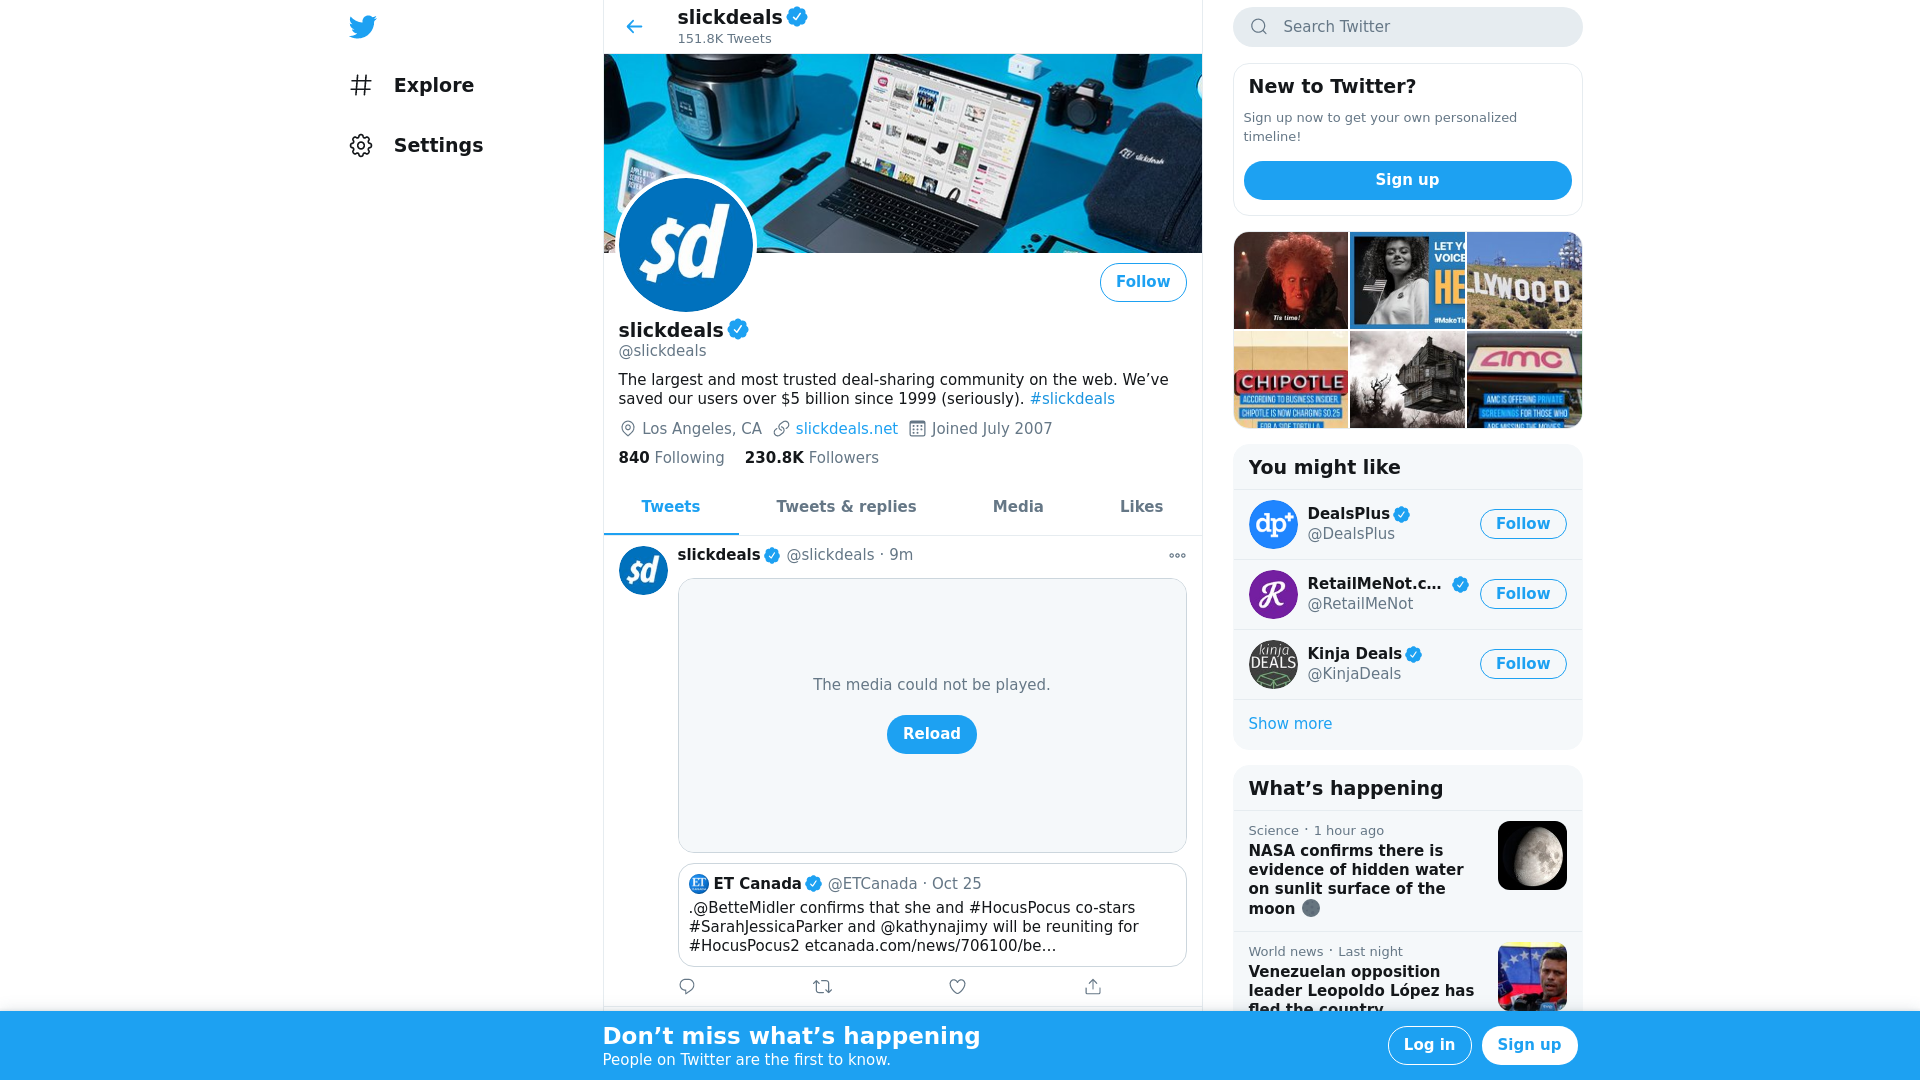 slickdeals
151.8K Tweets
Search Twitter
Explore
Settings
New to Twitter?
Sign up now to get your own personalized
timeline!
Sign up
slickdeals
$d
Follow
slickdeals
@slickdeals
The largest and most trusted deal-sharing community on the web. We’ve
saved our users over $5 billion since 1999 (seriously). #slickdeals
Los Angeles, CA
slickdeals.net
Joined July 2007
840 Following
230.8K Followers
Tweets
Tweets & replies
Media
Likes
$d
slickdeals @slickdeals · 9m
The media could not be played.
Reload
ET
ET Canada @ETCanada · Oct 25
.@BetteMidler confirms that she and #HocusPocus co-stars
#SarahJessicaParker and @kathynajimy will be reuniting for
#HocusPocus2 etcanada.com/news/706100/be…
Tis time!
LET YO
VOICE
HE
#MakeTi
LLYWOOD
CHIPOTLE
ACCORDING TO BUSINESS INSIDER,
CHIPOTLE IS NOW CHARGING $0.25
FOR A SIDE TORTILLA
amc
AMC IS OFFERING PRIVATE
SCREENINGS FOR THOSE WHO
ARE MISSING THE MOVIES
You might like
dp+
DealsPlus
@DealsPlus
Follow
R
RetailMeNot.c…
@RetailMeNot
Follow
kinja
DEALS
Kinja Deals
@KinjaDeals
Follow
Show more
What’s happening
Science · 1 hour ago
NASA confirms there is
evidence of hidden water
on sunlit surface of the
moon
World news · Last night
Venezuelan opposition
leader Leopoldo López has
fled the country
Don’t miss what’s happening
People on Twitter are the first to know.
Log in
Sign up